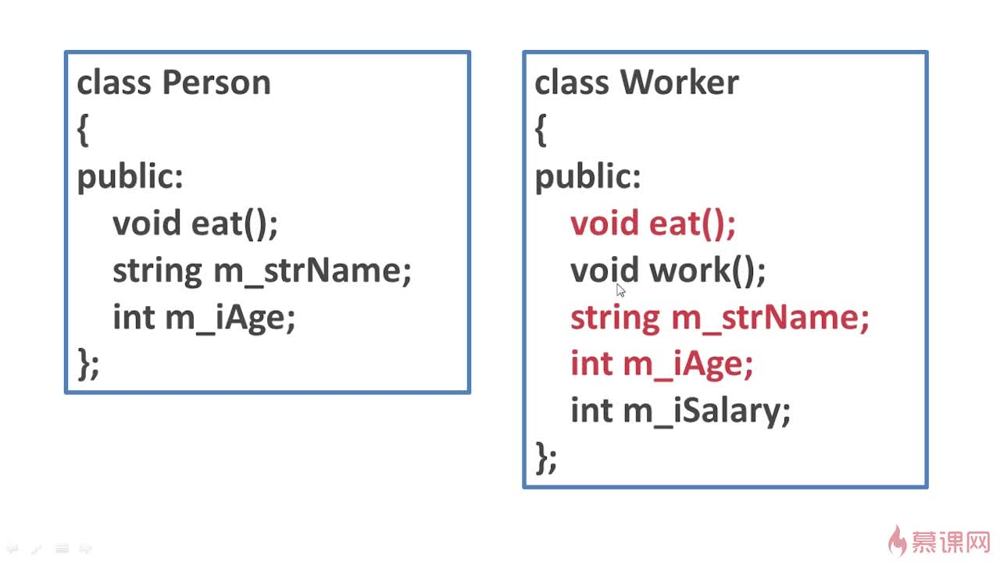 class Person
{
public:
void eat();
string m_strName;
int m_iAge;
};
class Worker
{
public:
void eat();
void work();
string m_strName;
int m_iAge;
int m_iSalary;
};
慕课网